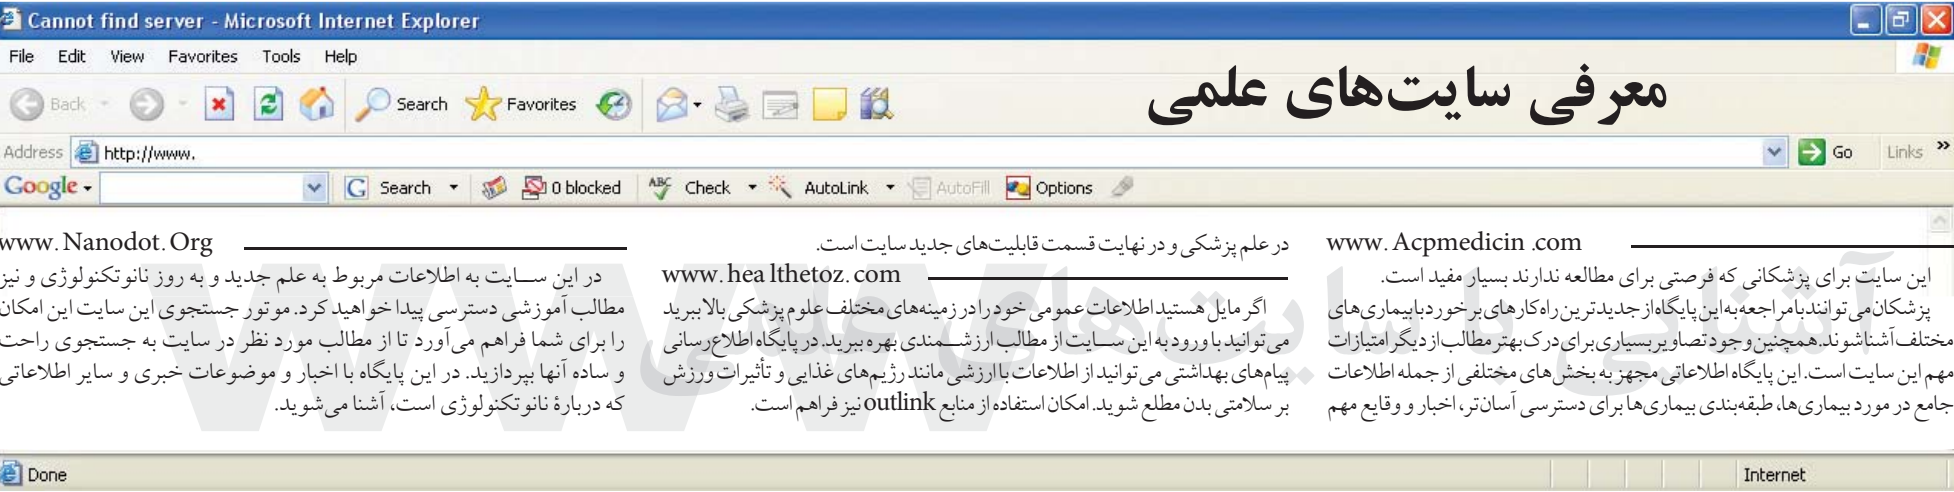 Cannot find server - Microsoft Internet Explorer
File Edit View Favorites Tools Help
Back Search Favorites
معرفی سایت‌های علمی
Address http://www. Go Links »
Google Search 0 blocked ABC Check AutoLink AutoFill Options
آشنائی با سایت‌های علمی
www
www. Acpmedicin .com
این سایت برای پزشکانی که فرصتی برای مطالعه ندارند بسیار مفید است.
پزشکان می‌توانند با مراجعه به این پایگاه از جدیدترین راه کارهای برخورد با بیماری‌های
مختلف آشنا شوند. همچنین وجود تصاویر بسیاری برای درک بهتر مطالب از دیگر امتیازات
مهم این سایت است. این پایگاه اطلاعاتی مجهز به بخش‌های مختلفی از جمله اطلاعات
جامع در مورد بیماری‌ها، طبقه‌بندی بیماری‌ها برای دسترسی آسان‌تر، اخبار و وقایع مهم
در علم پزشکی و در نهایت قسمت قابلیت‌های جدید سایت است.
www. hea lthetoz. com
اگر مایل هستید اطلاعات عمومی خود را در زمینه‌های مختلف علوم پزشکی بالا ببرید
می‌توانید با ورود به این سایت از مطالب ارزشمندی بهره ببرید. در پایگاه اطلاع‌رسانی
پیام‌های بهداشتی می‌توانید از اطلاعات با ارزشی مانند رژیم‌های غذایی و تأثیرات ورزش
بر سلامتی بدن مطلع شوید. امکان استفاده از منابع outlink نیز فراهم است.
www. Nanodot. Org
در این سایت به اطلاعات مربوط به علم جدید و به روز نانوتکنولوژی و نیز
مطالب آموزشی دسترسی پیدا خواهید کرد. موتور جستجوی این سایت این امکان
را برای شما فراهم می‌آورد تا از مطالب مورد نظر در سایت به جستجوی راحت
و ساده آنها بپردازید. در این پایگاه با اخبار و موضوعات خبری و سایر اطلاعاتی
که دربارهٔ نانوتکنولوژی است، آشنا می‌شوید.
Done Internet